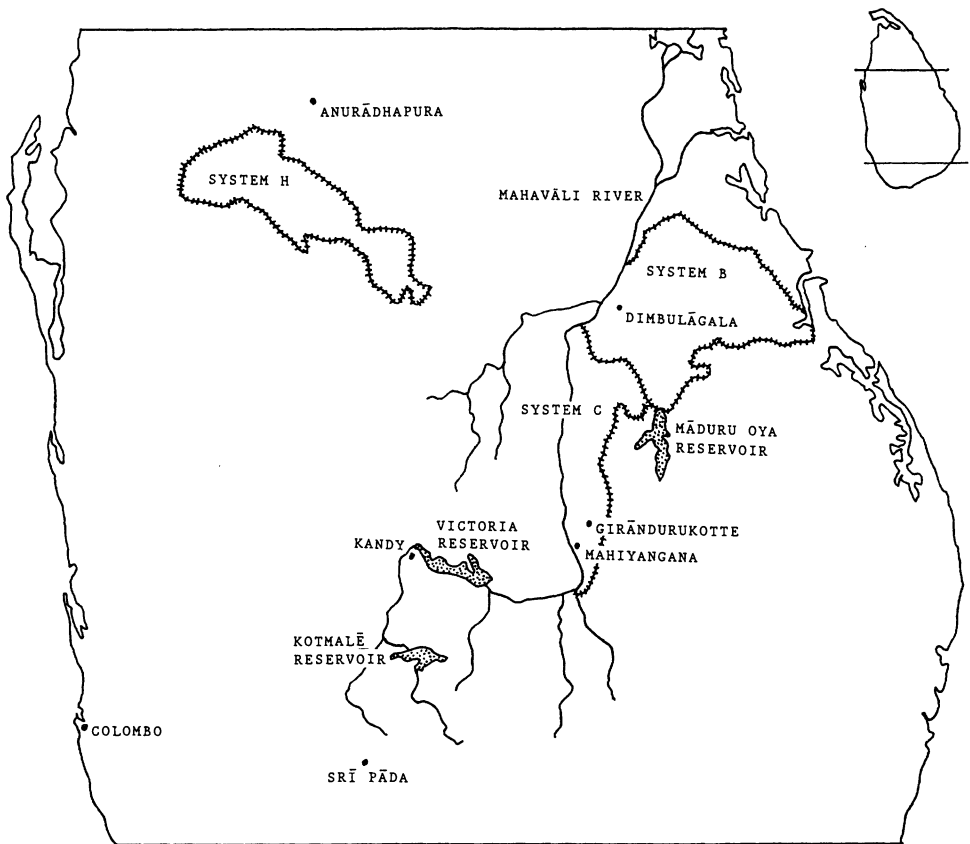 ANURĀDHAPURA
SYSTEM H
MAHAVÄLI RIVER
SYSTEM B
DIMBULĀGALA
SYSTEM C
MĀDURU OYA
RESERVOIR
GIRĀNDURUKOTTE
VICTORIA
RESERVOIR
KANDY
MAHIYANGANA
KOTMALĒ
RESERVOIR
COLOMBO
SRĪ PĀDA